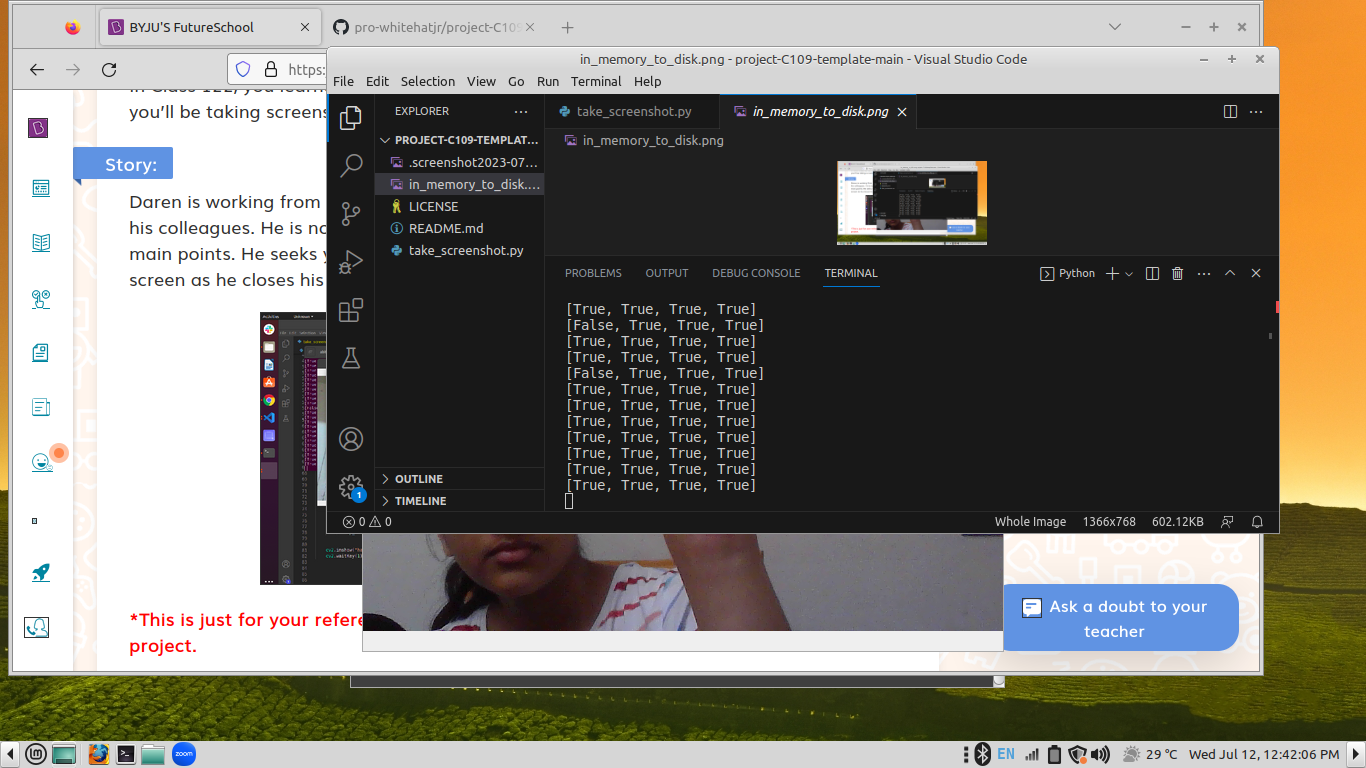 BYJU'S FutureSchool
pro-whitehatjr/project-C109
https:
in_memory_to_disk.png - project-C109-template-main - Visual Studio Code
File Edit Selection View Go Run Terminal Help
EXPLORER
take_screenshot.py
in_memory_to_disk.png
PROJECT-C109-TEMPLAT...
in_memory_to_disk.png
.screenshot2023-07...
in_memory_to_disk....
LICENSE
README.md
take_screenshot.py
OUTLINE
TIMELINE
1
PROBLEMS OUTPUT DEBUG CONSOLE TERMINAL
Python
[True, True, True, True]
[False, True, True, True]
[True, True, True, True]
[True, True, True, True]
[False, True, True, True]
[True, True, True, True]
[True, True, True, True]
[True, True, True, True]
[True, True, True, True]
[True, True, True, True]
[True, True, True, True]
[True, True, True, True]
0 0
Whole Image 1366x768 602.12KB
you'll be taking screens
Story:
Daren is working from
his colleagues. He is no
main points. He seeks y
screen as he closes his
*This is just for your refere
project.
Ask a doubt to your
teacher
zoom
EN
29 °C
Wed Jul 12, 12:42:06 PM